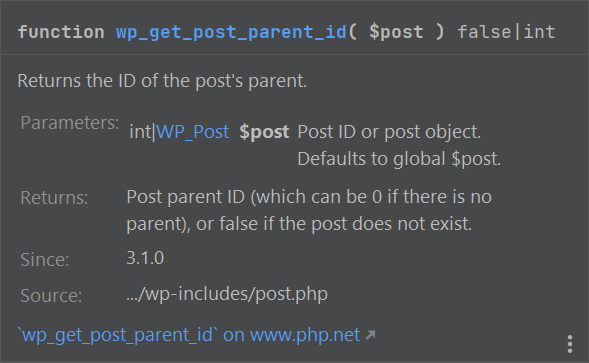 function wp_get_post_parent_id( $post ) false|int
Returns the ID of the post's parent.
Parameters: int|WP_Post $post Post ID or post object.
Defaults to global $post.
Returns: Post parent ID (which can be 0 if there is no
parent), or false if the post does not exist.
Since: 3.1.0
Source: .../wp-includes/post.php
`wp_get_post_parent_id` on www.php.net